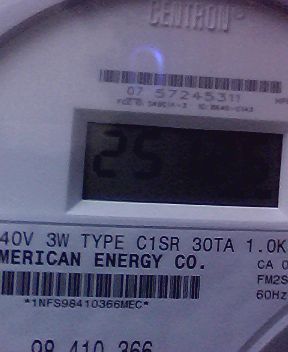 CENTRON®
07 57245311
25
40V 3W TYPE C1SR 30TA 1.0K
MERICAN ENERGY CO.
CA 0
FM2S
60Hz
*1NFS98410366MEC*
98 410 366